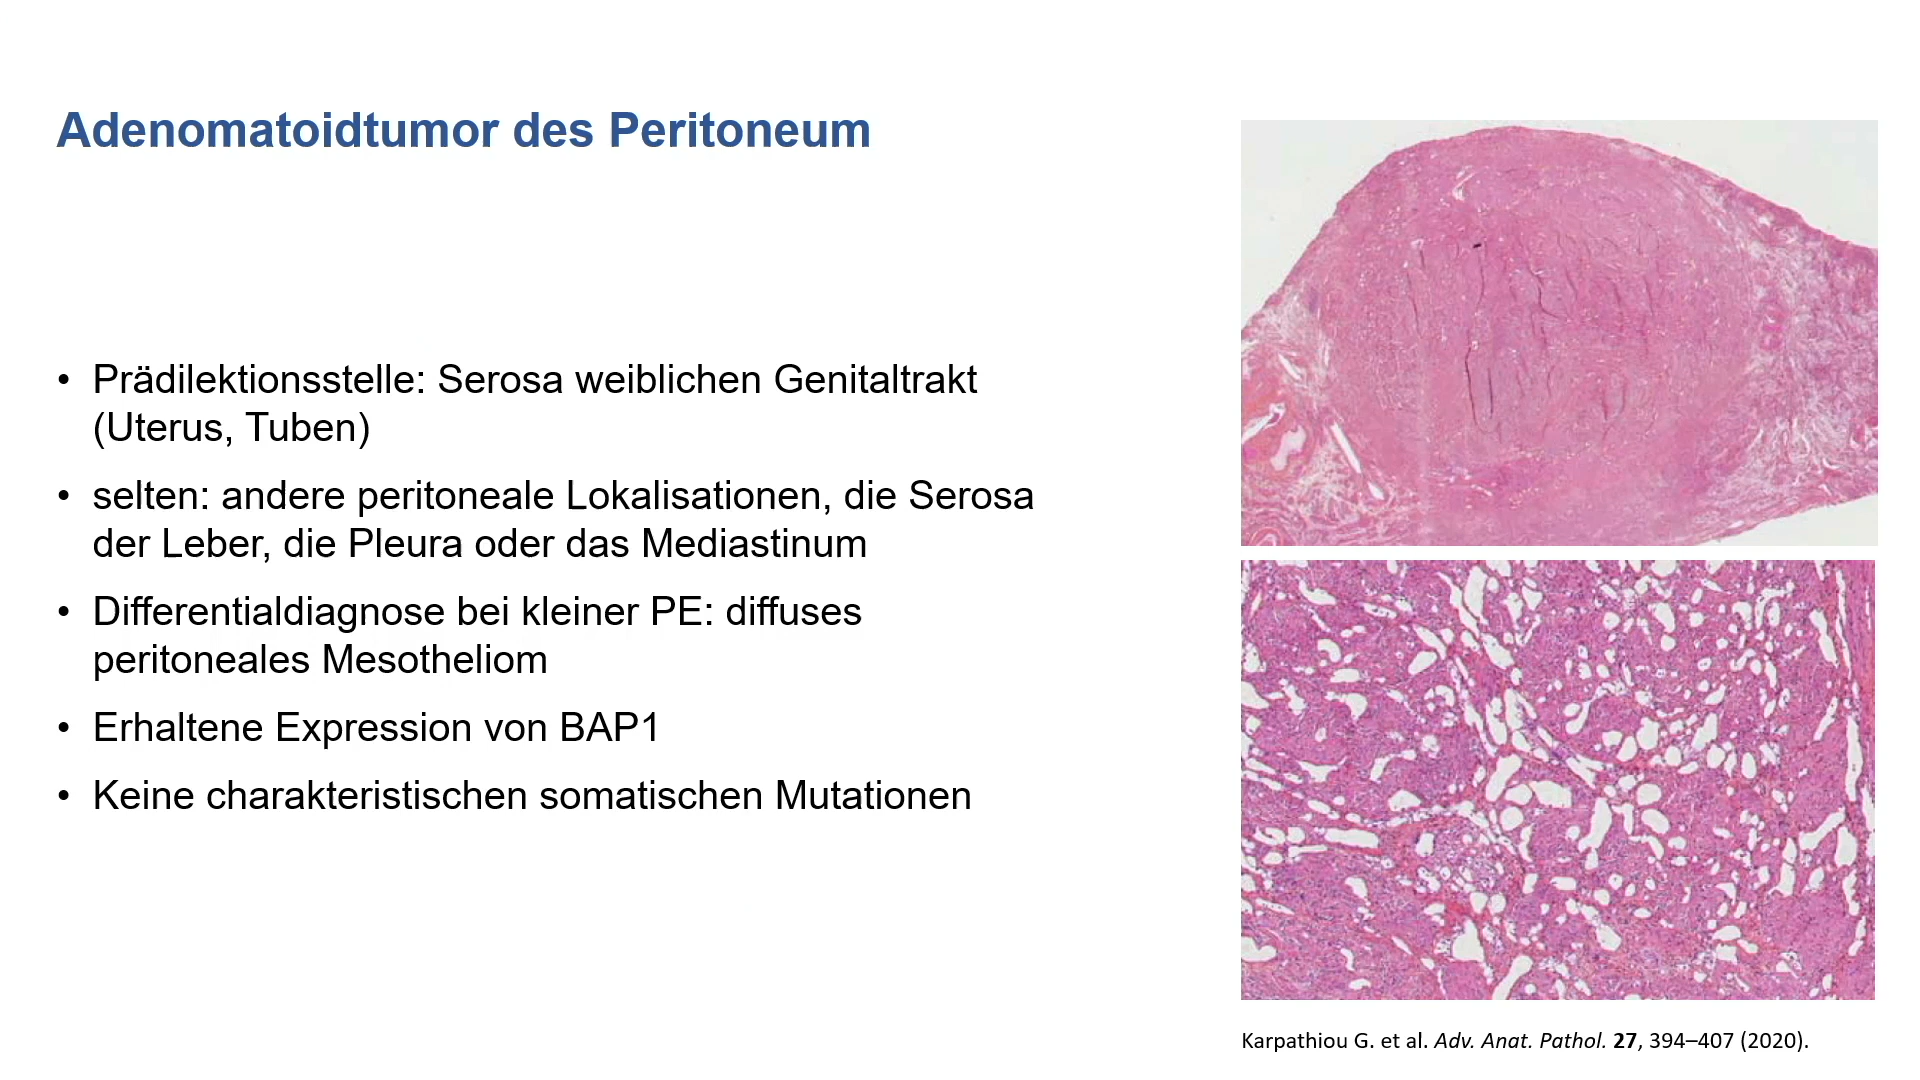 Adenomatoidtumor des Peritoneum
• Prädilektionsstelle: Serosa weiblichen Genitaltrakt
(Uterus, Tuben)
• selten: andere peritoneale Lokalisationen, die Serosa
der Leber, die Pleura oder das Mediastinum
• Differentialdiagnose bei kleiner PE: diffuses
peritoneales Mesotheliom
• Erhaltene Expression von BAP1
• Keine charakteristischen somatischen Mutationen
Karpathiou G. et al. Adv. Anat. Pathol. 27, 394–407 (2020).